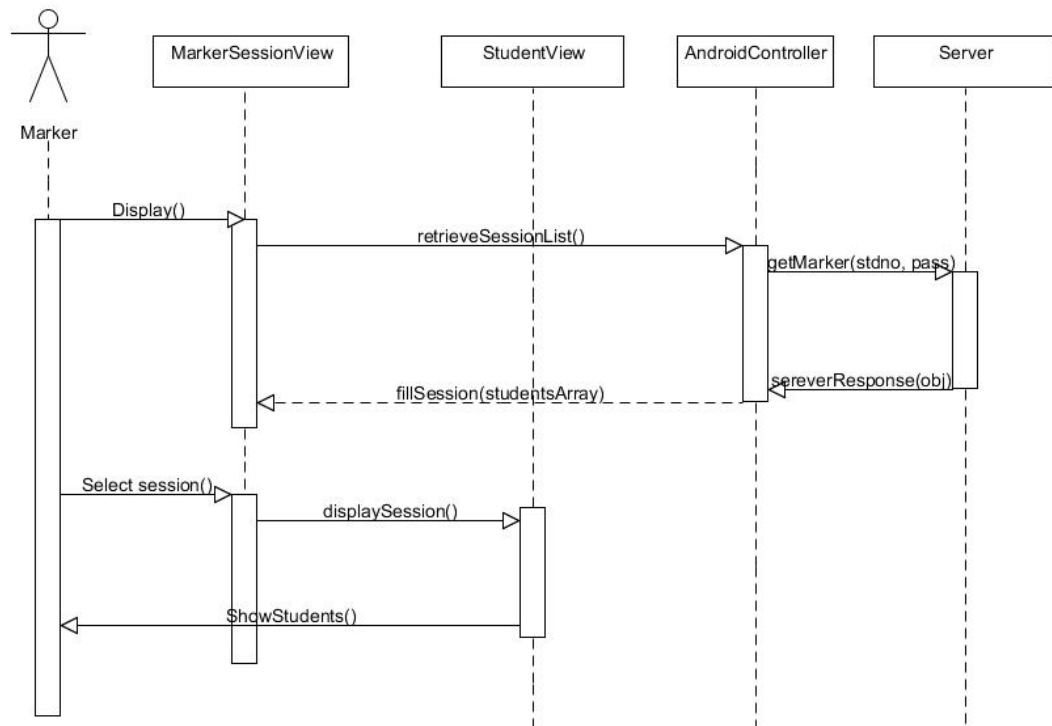 MarkerSessionView
StudentView
AndroidController
Server
Marker
Display()
retrieveSessionList()
getMarker(stdno, pass)
sereverResponse(obj)
fillSession(studentsArray)
Select session()
displaySession()
ShowStudents()